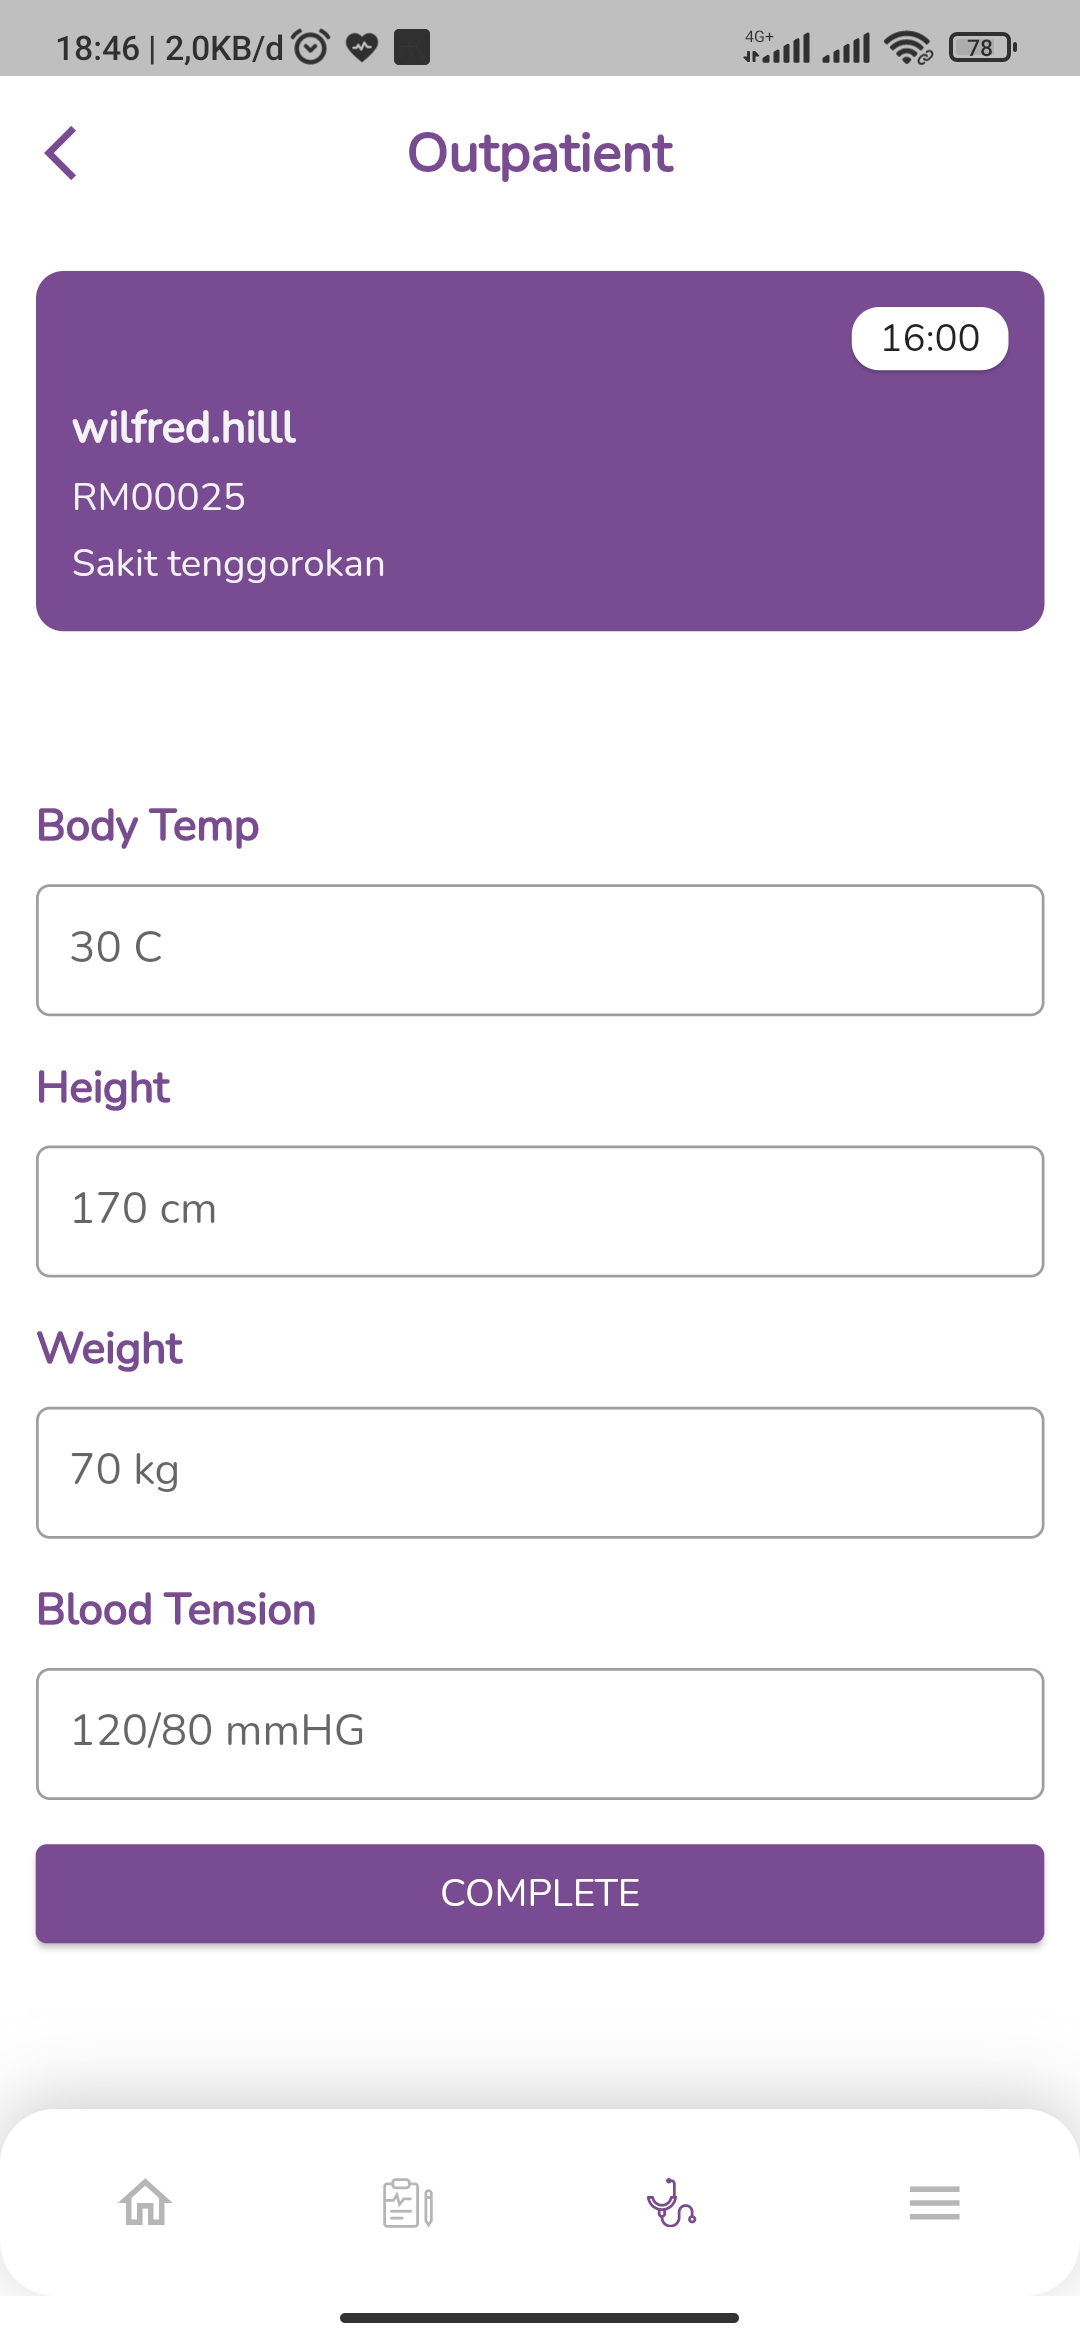 18:46 | 2,0KB/d
4G+
78
Outpatient
16:00
wilfred.hilll
RM00025
Sakit tenggorokan
Body Temp
30 C
Height
170 cm
Weight
70 kg
Blood Tension
120/80 mmHG
COMPLETE